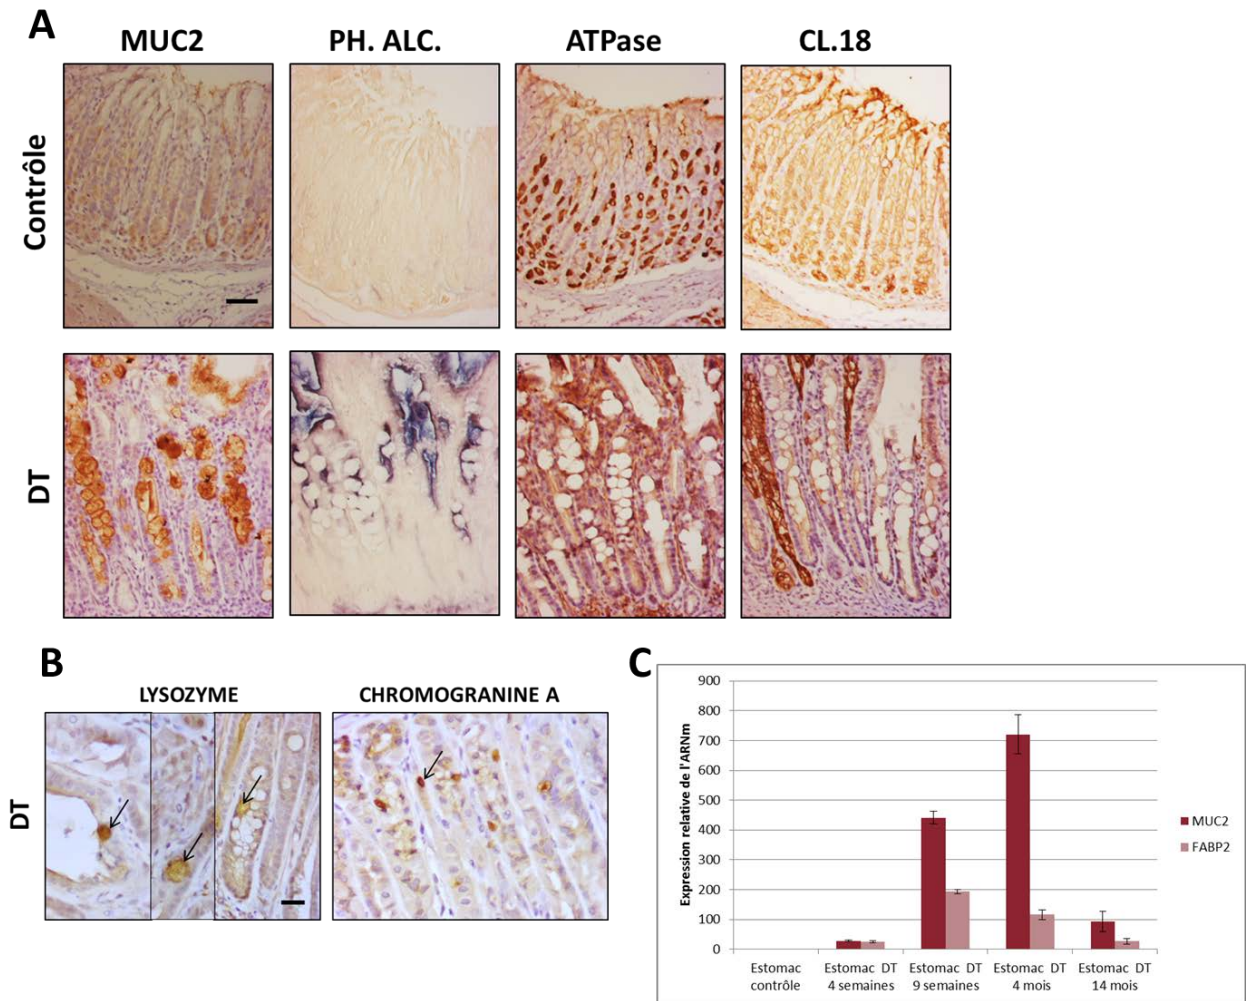 A
MUC2
PH. ALC.
ATPase
CL.18
Contrôle
DT
B
LYSOZYME
CHROMOGRANINE A
DT
C
Expression relative de l'ARNm
900
800
700
600
500
400
300
200
100
0
Estomac contrôle
Estomac DT 4 semaines
Estomac DT 9 semaines
Estomac DT 4 mois
Estomac DT 14 mois
MUC2
FABP2